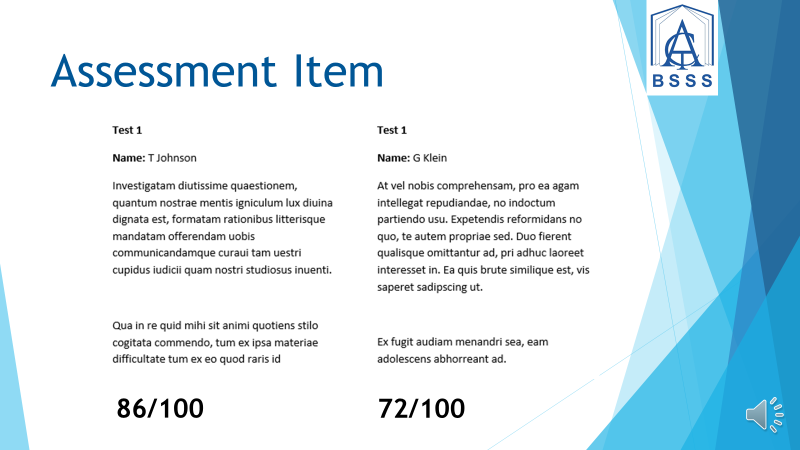 Assessment Item
ACT
BSSS
Test 1
Name: T Johnson
Investigatam diutissime quaestionem,
quantum nostrae mentis igniculum lux diuina
dignata est, formatam rationibus litterisque
mandatam offerendam uobis
communicandamque curaui tam uestri
cupidus iudicii quam nostri studiosus inuenti.
Qua in re quid mihi sit animi quotiens stilo
cogitata commendo, tum ex ipsa materiae
difficultate tum ex eo quod raris id
86/100
Test 1
Name: G Klein
At vel nobis comprehensam, pro ea agam
intellegat repudiandae, no indoctum
partiendo usu. Expetendis reformidans no
quo, te autem propriae sed. Duo fierent
qualisque omittantur ad, pri adhuc laoreet
interesset in. Ea quis brute similique est, vis
saperet sadipscing ut.
Ex fugit audiam menandri sea, eam
adolescens abhorreant ad.
72/100